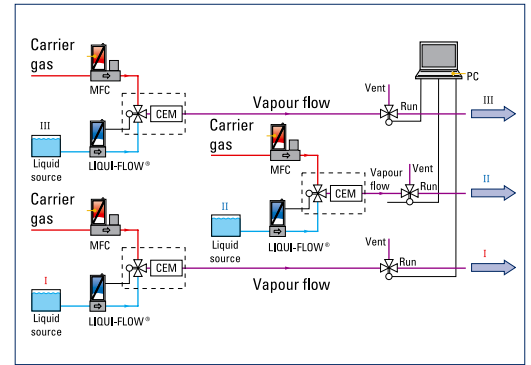 Carrier
gas
MFC
III
Liquid
source
LIQUI-FLOW®
CEM
Vapour flow
Vent
Run
PC
III
Carrier
gas
MFC
II
Liquid
source
LIQUI-FLOW®
CEM
Vapour
flow
Vent
Run
II
Carrier
gas
MFC
I
Liquid
source
LIQUI-FLOW®
CEM
Vapour flow
Vent
Run
I